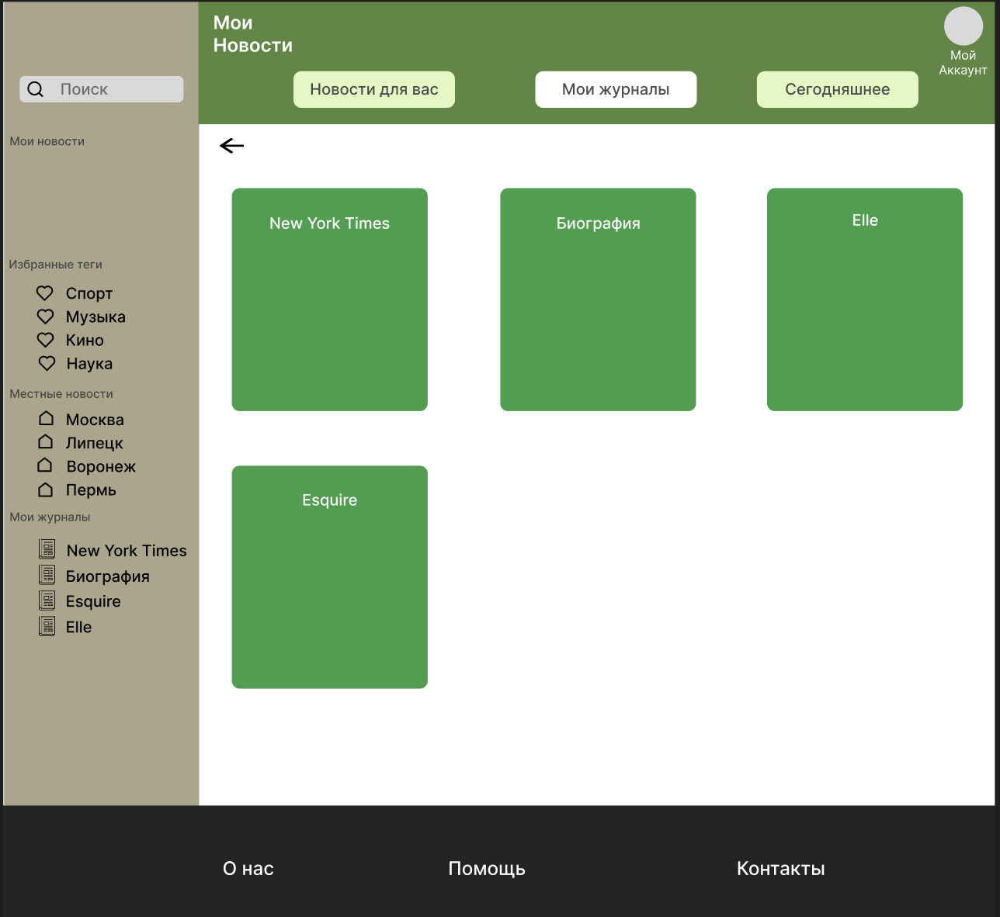 Мои
Новости
Мой
Аккаунт
Поиск
Новости для вас
Мои журналы
Сегодняшнее
Мои новости
Избранные теги
Спорт
Музыка
Кино
Наука
Местные новости
Москва
Липецк
Воронеж
Пермь
Мои журналы
New York Times
Биография
Esquire
Elle
New York Times
Биография
Elle
Esquire
О нас
Помощь
Контакты